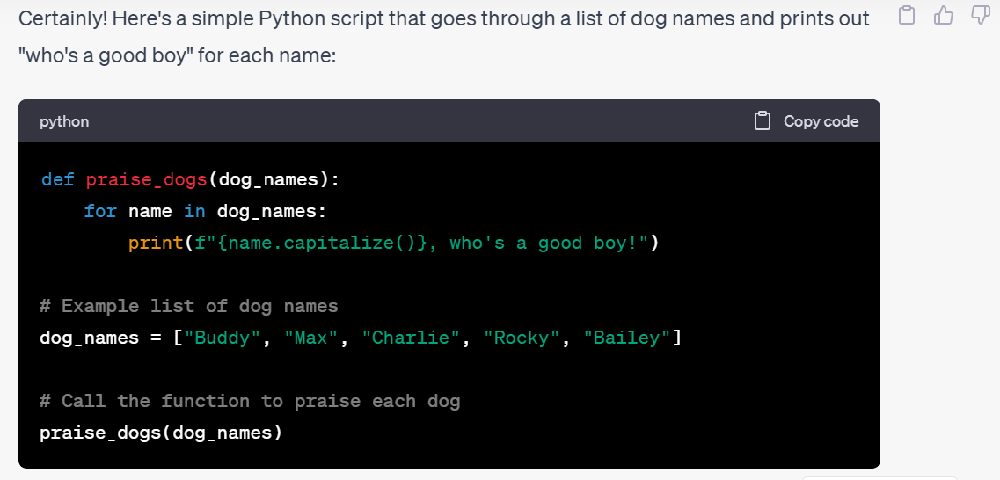 Certainly! Here's a simple Python script that goes through a list of dog names and prints out
"who's a good boy" for each name:
python
Copy code
def praise_dogs(dog_names):
    for name in dog_names:
        print(f"{name.capitalize()}, who's a good boy!")
# Example list of dog names
dog_names = ["Buddy", "Max", "Charlie", "Rocky", "Bailey"]
# Call the function to praise each dog
praise_dogs(dog_names)